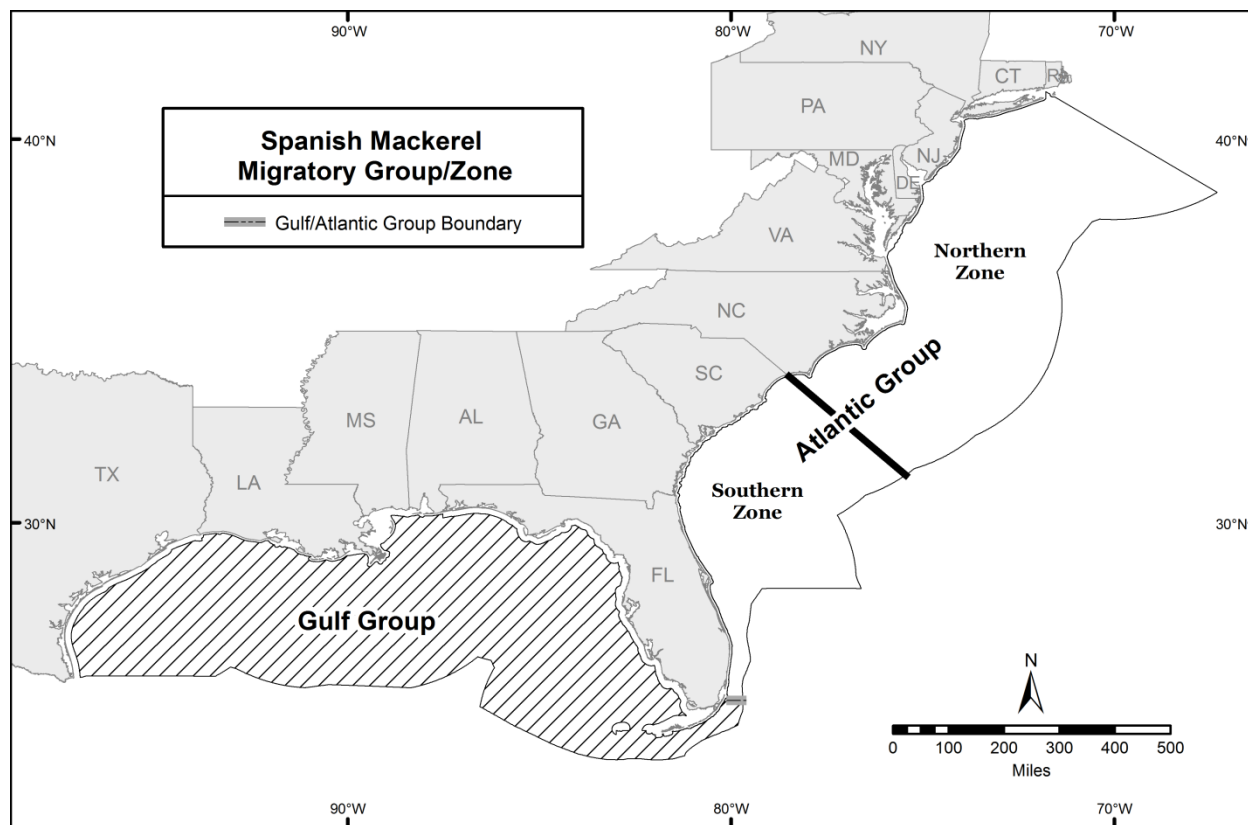 90°W
80°W
70°W
NY
CT
RI
PA
40°N
40°N
Spanish Mackerel
Migratory Group/Zone
Gulf/Atlantic Group Boundary
MD
NJ
DE
VA
Northern
Zone
NC
SC
Atlantic Group
MS
AL
GA
TX
LA
Southern
Zone
30°N
30°N
FL
Gulf Group
N
0 100 200 300 400 500
Miles
90°W
80°W
70°W